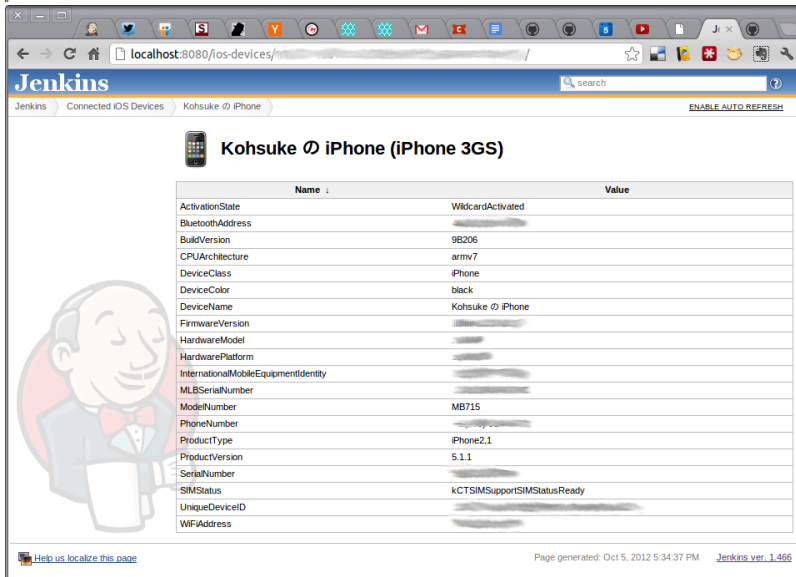 Je
localhost:8080/ios-devices/
Jenkins
search
Jenkins Connected iOS Devices Kohsuke の iPhone ENABLE AUTO REFRESH
Kohsuke の iPhone (iPhone 3GS)
Name ↓ Value
ActivationState WildcardActivated
BluetoothAddress
BuildVersion 9B206
CPUArchitecture armv7
DeviceClass iPhone
DeviceColor black
DeviceName Kohsuke の iPhone
FirmwareVersion
HardwareModel
HardwarePlatform
InternationalMobileEquipmentIdentity
MLBSerialNumber
ModelNumber MB715
PhoneNumber
ProductType iPhone2,1
ProductVersion 5.1.1
SerialNumber
SIMStatus kCTSIMSupportSIMStatusReady
UniqueDeviceID
WiFiAddress
Help us localize this page Page generated: Oct 5, 2012 5:34:37 PM Jenkins ver. 1.466